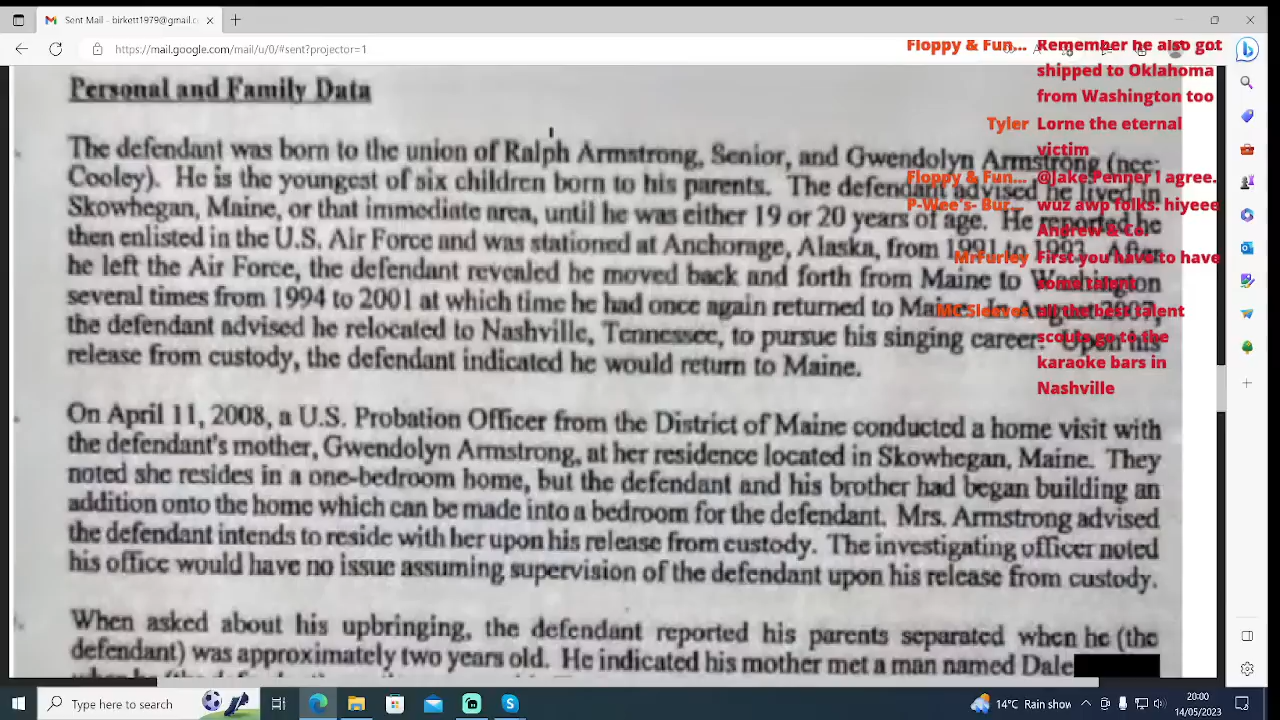 Sent Mail - birkett1979@gmail.c
https://mail.google.com/mail/u/0/#sent?projector=1
Personal and Family Data
The defendant was born to the union of Ralph Armstrong, Senior, and Gwendolyn Armstrong (nee:
Cooley). He is the youngest of six children born to his parents. The defendant advised he lived in
Skowhegan, Maine, or that immediate area, until he was either 19 or 20 years of age. He reported he
then enlisted in the U.S. Air Force and was stationed at Anchorage, Alaska, from 1991 to 1993. After
he left the Air Force, the defendant revealed he moved back and forth from Maine to Washington
several times from 1994 to 2001 at which time he had once again returned to Maine. In August 2007,
the defendant advised he relocated to Nashville, Tennessee, to pursue his singing career. Upon his
release from custody, the defendant indicated he would return to Maine.
On April 11, 2008, a U.S. Probation Officer from the District of Maine conducted a home visit with
the defendant's mother, Gwendolyn Armstrong, at her residence located in Skowhegan, Maine. They
noted she resides in a one-bedroom home, but the defendant and his brother had began building an
addition onto the home which can be made into a bedroom for the defendant. Mrs. Armstrong advised
the defendant intends to reside with her upon his release from custody. The investigating officer noted
his office would have no issue assuming supervision of the defendant upon his release from custody.
When asked about his upbringing, the defendant reported his parents separated when he (the
defendant) was approximately two years old. He indicated his mother met a man named Dale
Floppy & Fun... Remember he also got
shipped to Oklahoma
from Washington too
Tyler Lorne the eternal
victim
Floppy & Fun... @Jake Penner I agree.
P-Wee's- Bur... wuz awp folks. hiyeee
Andrew & Co.
MrFurley First you have to have
some talent
MC Sleeves all the best talent
scouts go to the
karaoke bars in
Nashville
Type here to search
14°C Rain show
20:00
14/05/2023